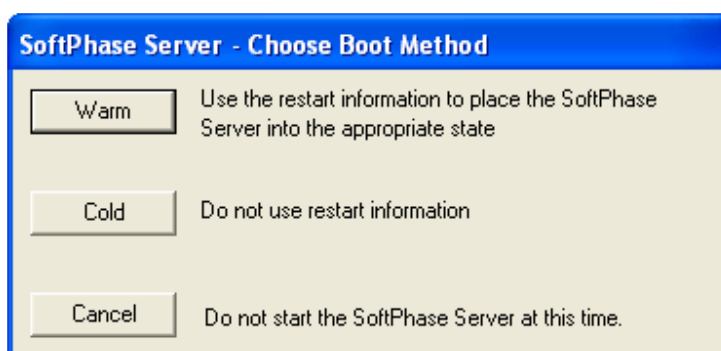 SoftPhase Server - Choose Boot Method
Warm
Use the restart information to place the SoftPhase
Server into the appropriate state
Cold
Do not use restart information
Cancel
Do not start the SoftPhase Server at this time.